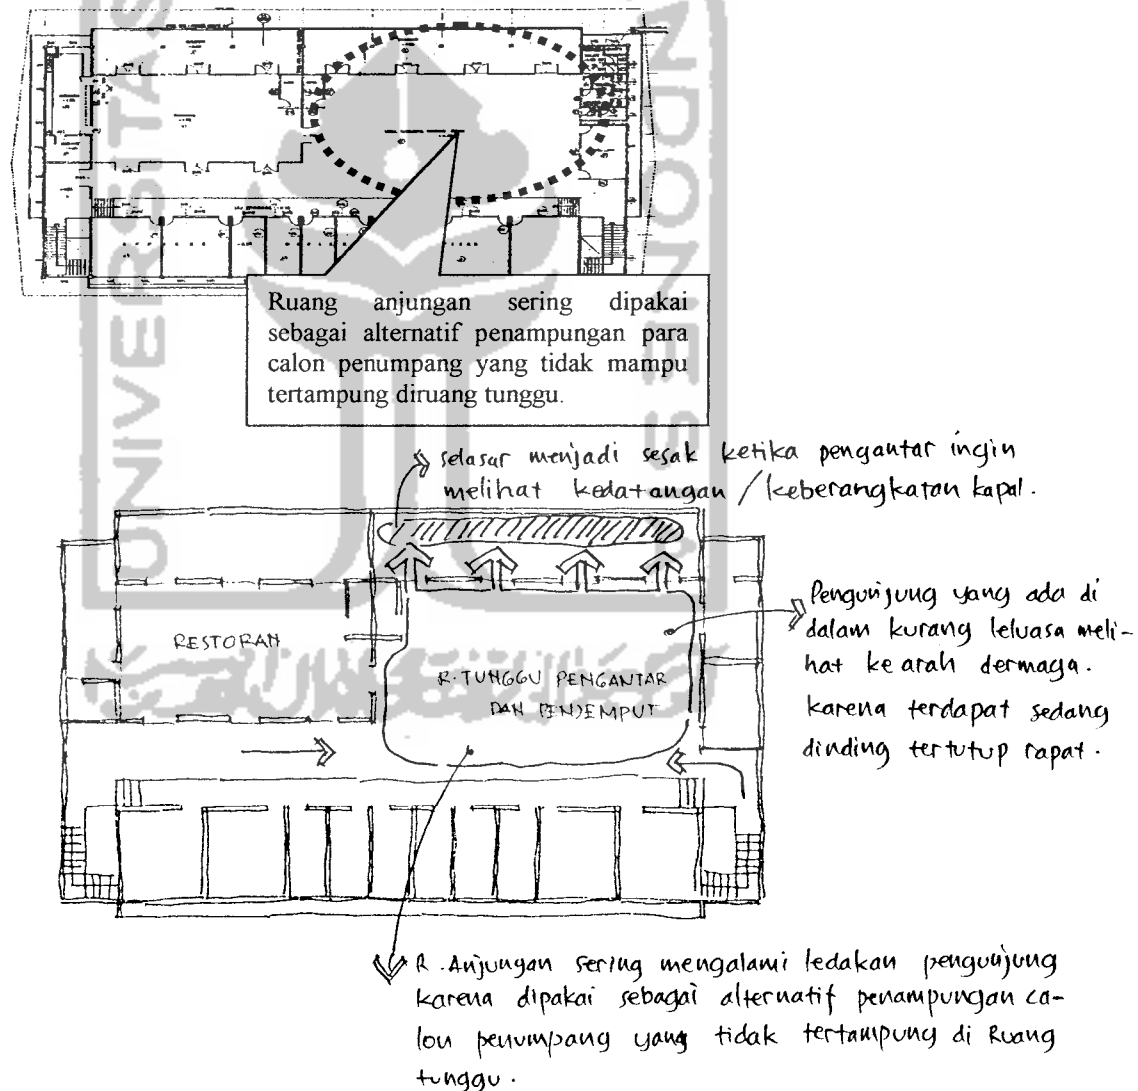 UNIVERSITAS
INDONESIA
Ruang anjungan sering dipakai
sebagai alternatif penampungan para
calon penumpang yang tidak mampu
tertampung diruang tunggu.
selasar menjadi sesak ketika pengantar ingin
melihat kedatangan / keberangkatan kapal.
RESTORAN
R. TUNGGU PENGANTAR
DAN PENJEMPUT
Pengunjung yang ada di
dalam kurang leluasa meli-
hat ke arah dermaga.
karena terdapat sedang
dinding tertutup rapat.
R. Anjungan sering mengalami ledakan pengunjung
karena dipakai sebagai alternatif penampungan ca-
lon penumpang yang tidak tertampung di Ruang
tunggu.